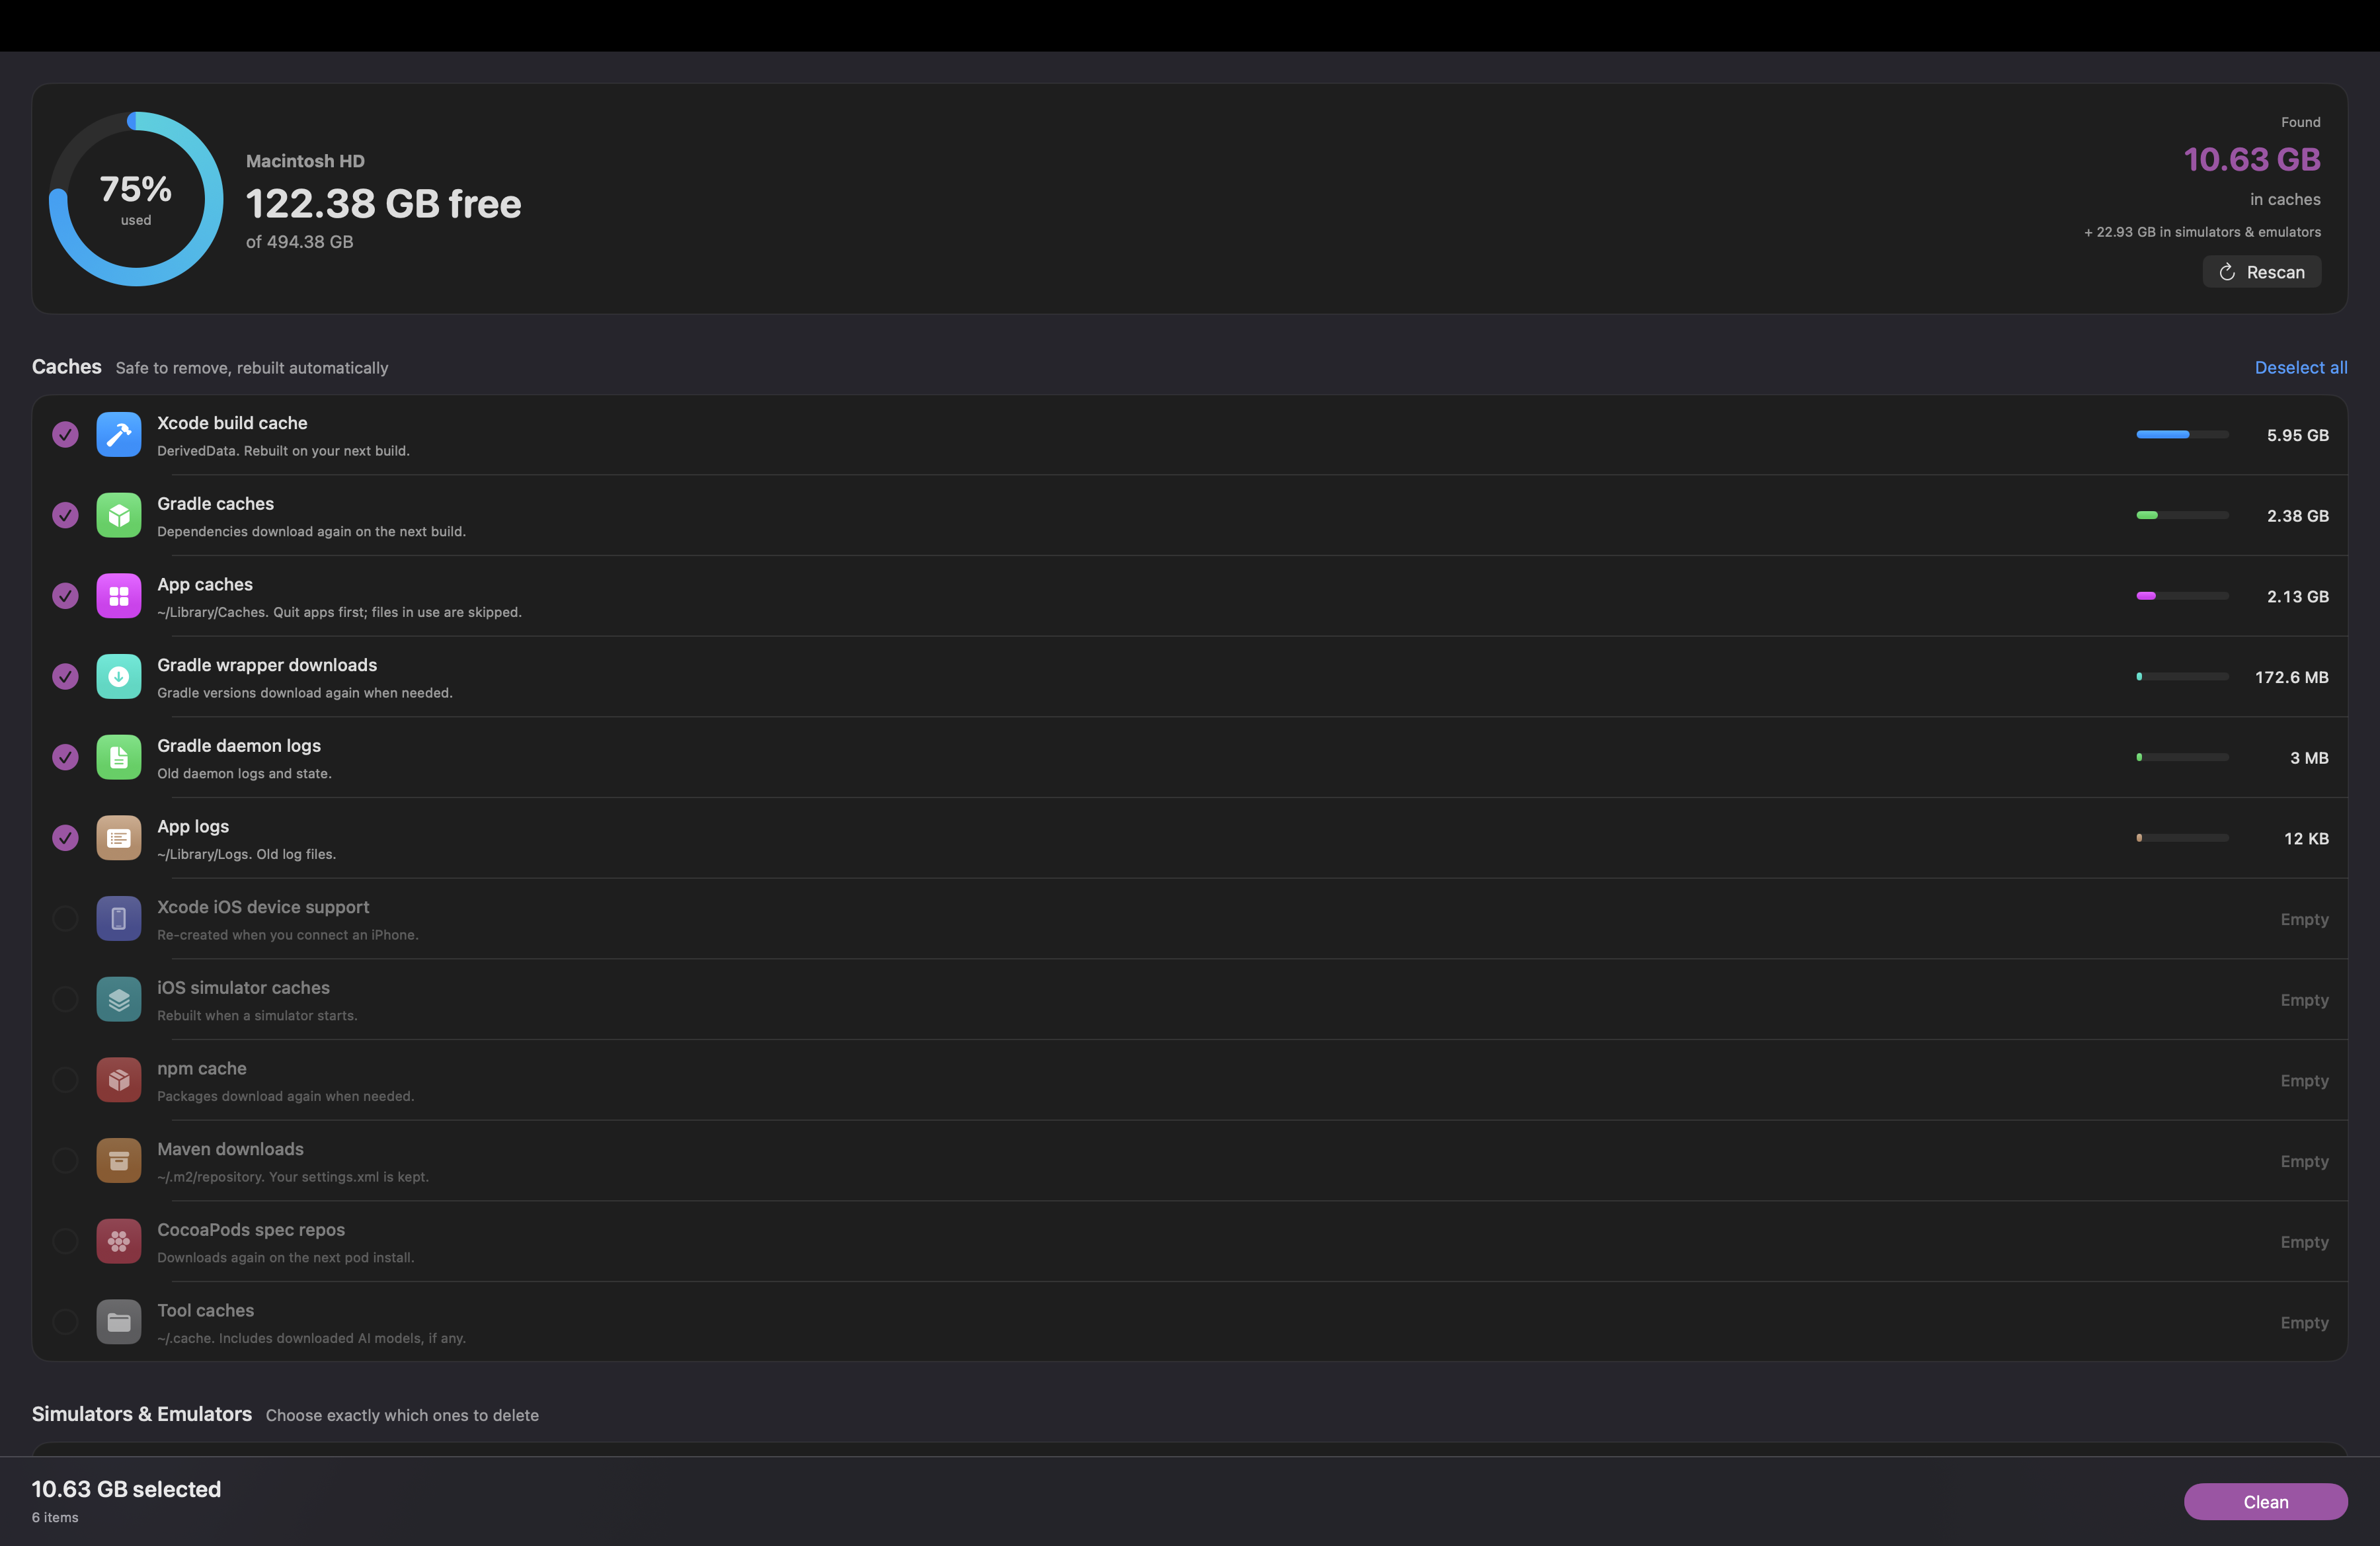 75%
used
Macintosh HD
122.38 GB free
of 494.38 GB
Found
10.63 GB
in caches
+ 22.93 GB in simulators & emulators
Rescan
Caches Safe to remove, rebuilt automatically Deselect all
Xcode build cache
DerivedData. Rebuilt on your next build.
5.95 GB
Gradle caches
Dependencies download again on the next build.
2.38 GB
App caches
~/Library/Caches. Quit apps first; files in use are skipped.
2.13 GB
Gradle wrapper downloads
Gradle versions download again when needed.
172.6 MB
Gradle daemon logs
Old daemon logs and state.
3 MB
App logs
~/Library/Logs. Old log files.
12 KB
Xcode iOS device support
Re-created when you connect an iPhone.
Empty
iOS simulator caches
Rebuilt when a simulator starts.
Empty
npm cache
Packages download again when needed.
Empty
Maven downloads
~/.m2/repository. Your settings.xml is kept.
Empty
CocoaPods spec repos
Downloads again on the next pod install.
Empty
Tool caches
~/.cache. Includes downloaded AI models, if any.
Empty
Simulators & Emulators Choose exactly which ones to delete
10.63 GB selected
6 items
Clean